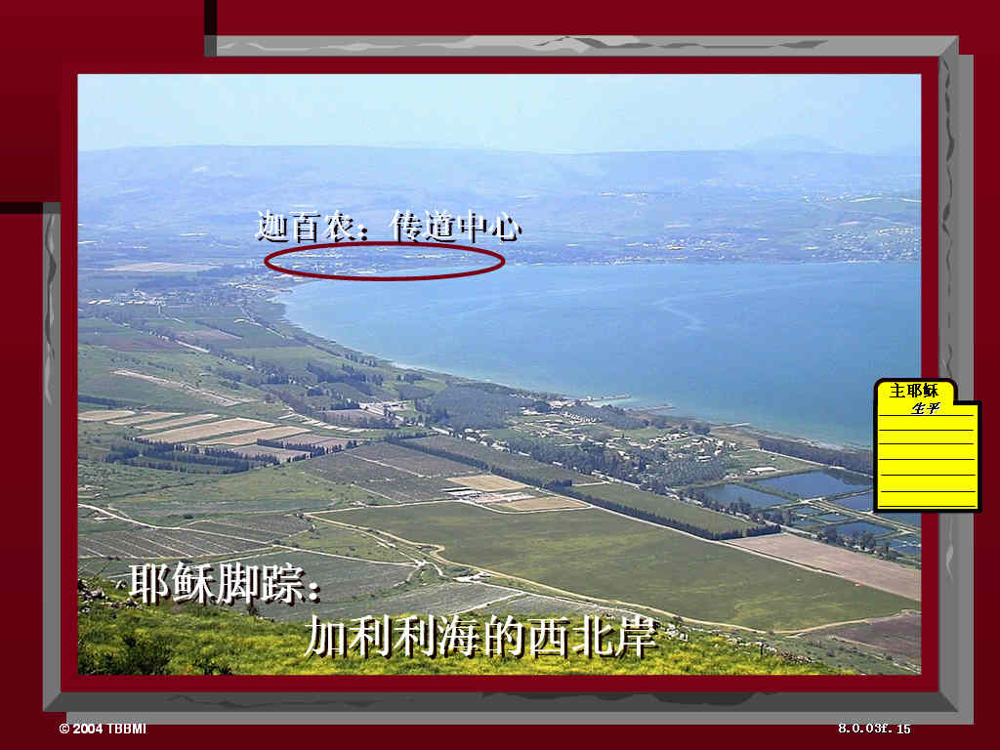 迦百农：传道中心
主耶稣
生平
耶稣脚踪：
加利利海的西北岸
© 2004 TBBMI
8.0.03f. 15